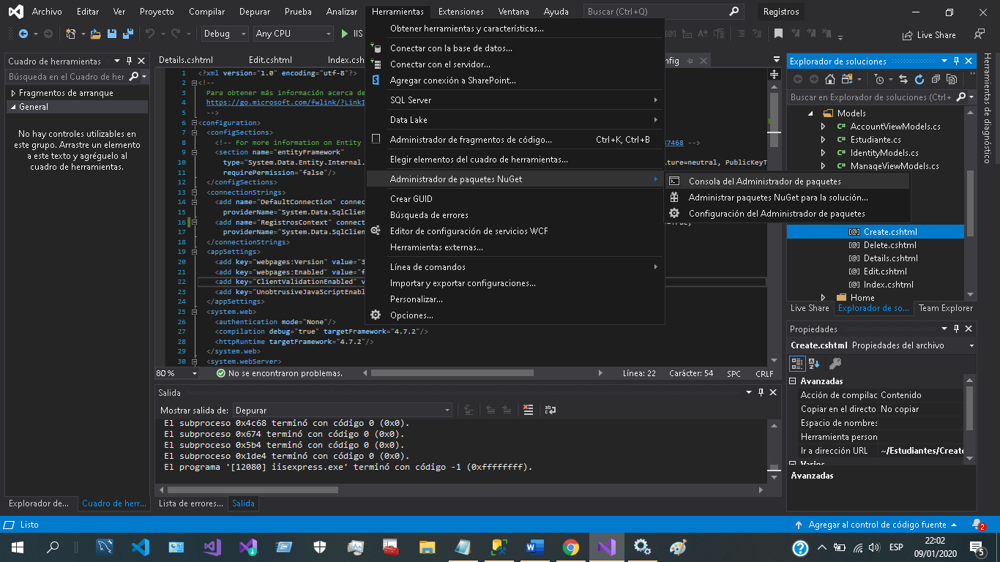 Archivo Editar Ver Proyecto Compilar Depurar Prueba Analizar Herramientas Extensiones Ventana Ayuda Buscar (Ctrl+Q) Registros
Debug Any CPU IIS Live Share
Obtener herramientas y características...
Conectar con la base de datos...
Conectar con el servidor...
Agregar conexión a SharePoint...
SQL Server
Data Lake
Administrador de fragmentos de código... Ctrl+K, Ctrl+B
Elegir elementos del cuadro de herramientas...
Administrador de paquetes NuGet
Crear GUID
Búsqueda de errores
Editor de configuración de servicios WCF
Herramientas externas...
Línea de comandos
Importar y exportar configuraciones...
Personalizar...
Opciones...
Consola del Administrador de paquetes
Administrar paquetes NuGet para la solución...
Configuración del Administrador de paquetes
Cuadro de herramientas
Búsqueda en el Cuadro de her
Fragmentos de arranque
General
No hay controles utilizables en
este grupo. Arrastre un elemento
a este texto y agréguelo al
cuadro de herramientas.
Explorador de... Cuadro de herr...
Details.cshtml Edit.cshtml Index.csh nfig
1 <?xml version="1.0" encoding="utf-8"?>
2 <!--
3 Para obtener más información acerca de
4 https://go.microsoft.com/fwlink/?LinkI
5 -->
6 <configuration>
7 <configSections>
8 <!-- For more information on Entity 7468 -->
9 <section name="entityFramework"
10 type="System.Data.Entity.Internal. ture=neutral, PublicKeyT
11 requirePermission="false"/>
12 </configSections>
13 <connectionStrings>
14 <add name="DefaultConnection" connec
15 providerName="System.Data.SqlClien
16 <add name="RegistrosContext" connect
17 providerName="System.Data.SqlClien
18 </connectionStrings>
19 <appSettings>
20 <add key="webpages:Version" value="3
21 <add key="webpages:Enabled" value="f
22 <add key="ClientValidationEnabled" v
23 <add key="UnobtrusiveJavaScriptEnabl
24 </appSettings>
25 <system.web>
26 <authentication mode="None"/>
27 <compilation debug="true" targetFramework="4.7.2"/>
28 <httpRuntime targetFramework="4.7.2"/>
29 </system.web>
30 <system.webServer>
80 % No se encontraron problemas. Línea: 22 Carácter: 54 SPC CRLF
Salida
Mostrar salida de: Depurar
El subproceso 0x4c68 terminó con código 0 (0x0).
El subproceso 0x674 terminó con código 0 (0x0).
El subproceso 0x5b4 terminó con código 0 (0x0).
El subproceso 0x1de4 terminó con código 0 (0x0).
El programa '[12080] iisexpress.exe' terminó con código -1 (0xffffffff).
Lista de errores... Salida
Explorador de soluciones
Buscar en Explorador de soluciones (Ctrl+
Models
AccountViewModels.cs
Estudiante.cs
IdentityModels.cs
ManageViewModels.cs
Create.cshtml
Delete.cshtml
Details.cshtml
Edit.cshtml
Index.cshtml
Home
Live Share Explorador de so... Team Explorer
Herramientas de diagnóstico
Propiedades
Create.cshtml Propiedades del archivo
Avanzadas
Acción de compilac Contenido
Copiar en el directo No copiar
Espacio de nombres
Herramienta person
Ir a dirección URL ~/Estudiantes/Create
Varios
Avanzadas
Listo Agregar al control de código fuente 2
ESP 22:02
09/01/2020 5